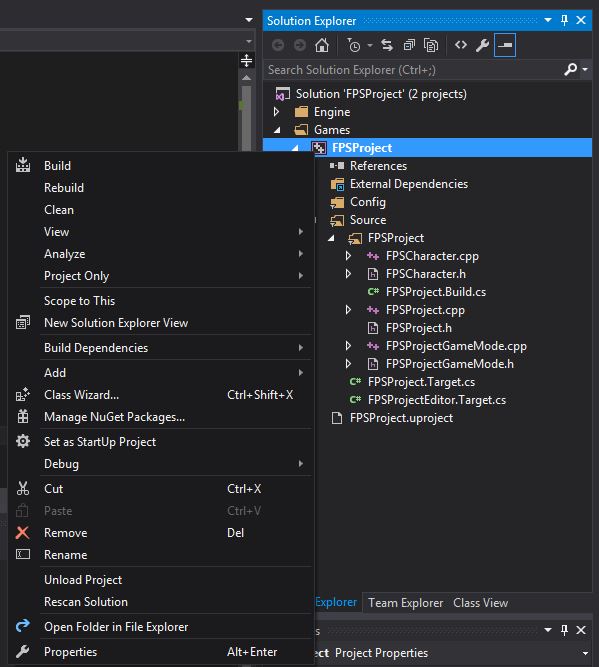 Solution Explorer
Search Solution Explorer (Ctrl+;)
Solution 'FPSProject' (2 projects)
Engine
Games
FPSProject
References
External Dependencies
Config
Source
FPSProject
FPSCharacter.cpp
FPSCharacter.h
C# FPSProject.Build.cs
FPSProject.cpp
FPSProject.h
FPSProjectGameMode.cpp
FPSProjectGameMode.h
C# FPSProject.Target.cs
C# FPSProjectEditor.Target.cs
FPSProject.uproject
Build
Rebuild
Clean
View
Analyze
Project Only
Scope to This
New Solution Explorer View
Build Dependencies
Add
Class Wizard... Ctrl+Shift+X
Manage NuGet Packages...
Set as StartUp Project
Debug
Cut Ctrl+X
Paste Ctrl+V
Remove Del
Rename
Unload Project
Rescan Solution
Open Folder in File Explorer
Properties Alt+Enter
Explorer Team Explorer Class View
Project Properties